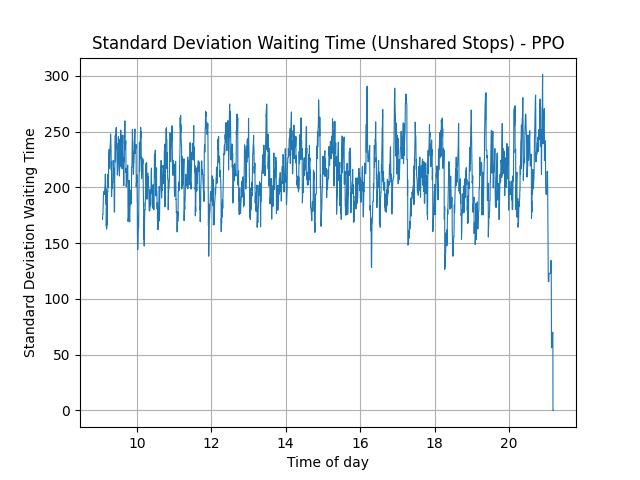 Standard Deviation Waiting Time (Unshared Stops) - PPO
Standard Deviation Waiting Time
300
250
200
150
100
50
0
10 12 14 16 18 20
Time of day